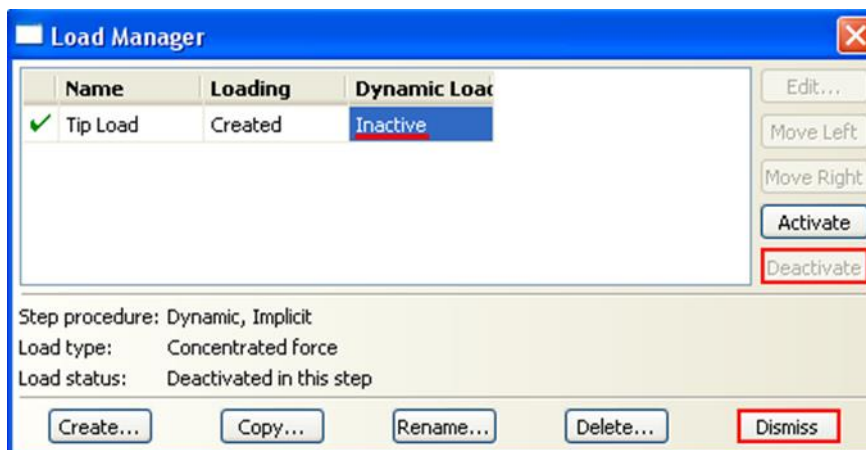 Load Manager
Name Loading Dynamic Load
Tip Load Created Inactive
Edit...
Move Left
Move Right
Activate
Deactivate
Step procedure: Dynamic, Implicit
Load type: Concentrated force
Load status: Deactivated in this step
Create... Copy... Rename... Delete... Dismiss